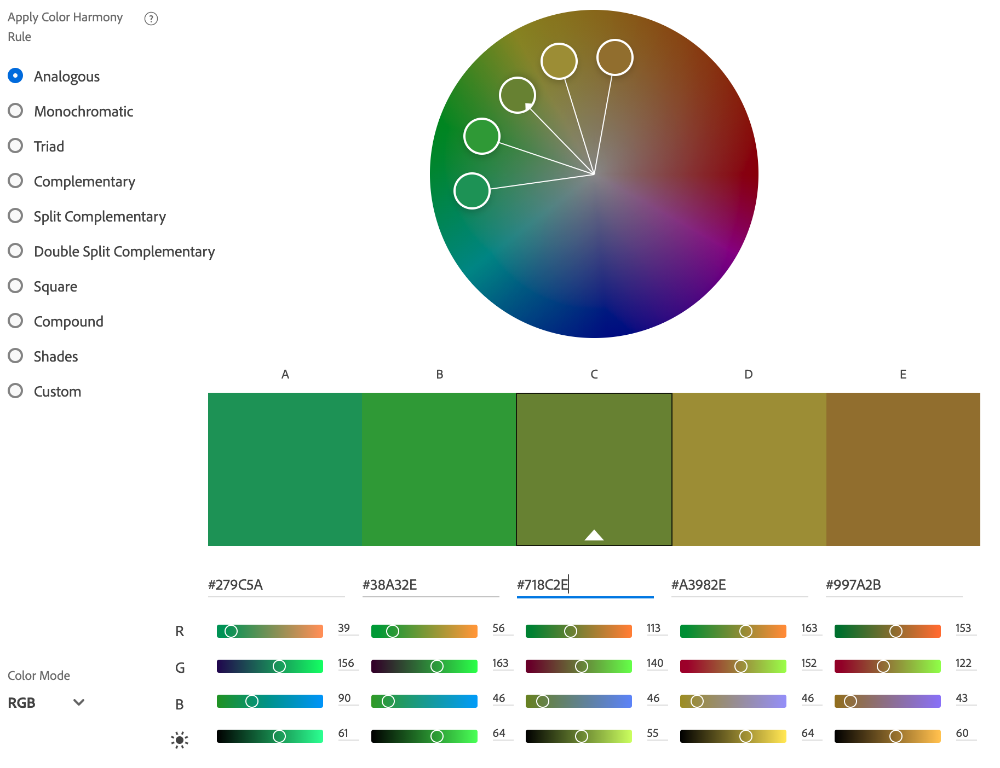 Apply Color Harmony
Rule
?
Analogous
Monochromatic
Triad
Complementary
Split Complementary
Double Split Complementary
Square
Compound
Shades
Custom
A B C D E
#279C5A #38A32E #718C2E #A3982E #997A2B
R 39 56 113 163 153
G 156 163 140 152 122
Color Mode
RGB
B 90 46 46 46 43
61 64 55 64 60